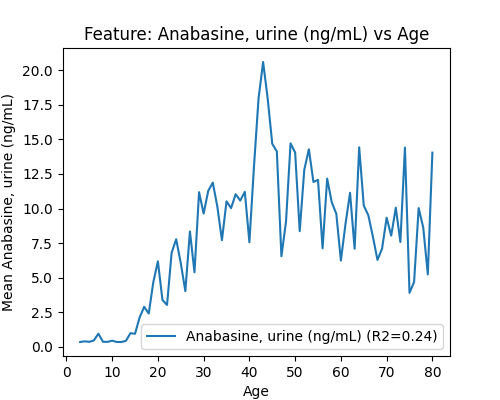 Feature: Anabasine, urine (ng/mL) vs Age
Mean Anabasine, urine (ng/mL)
20.0
17.5
15.0
12.5
10.0
7.5
5.0
2.5
0.0
Anabasine, urine (ng/mL) (R2=0.24)
0 10 20 30 40 50 60 70 80
Age